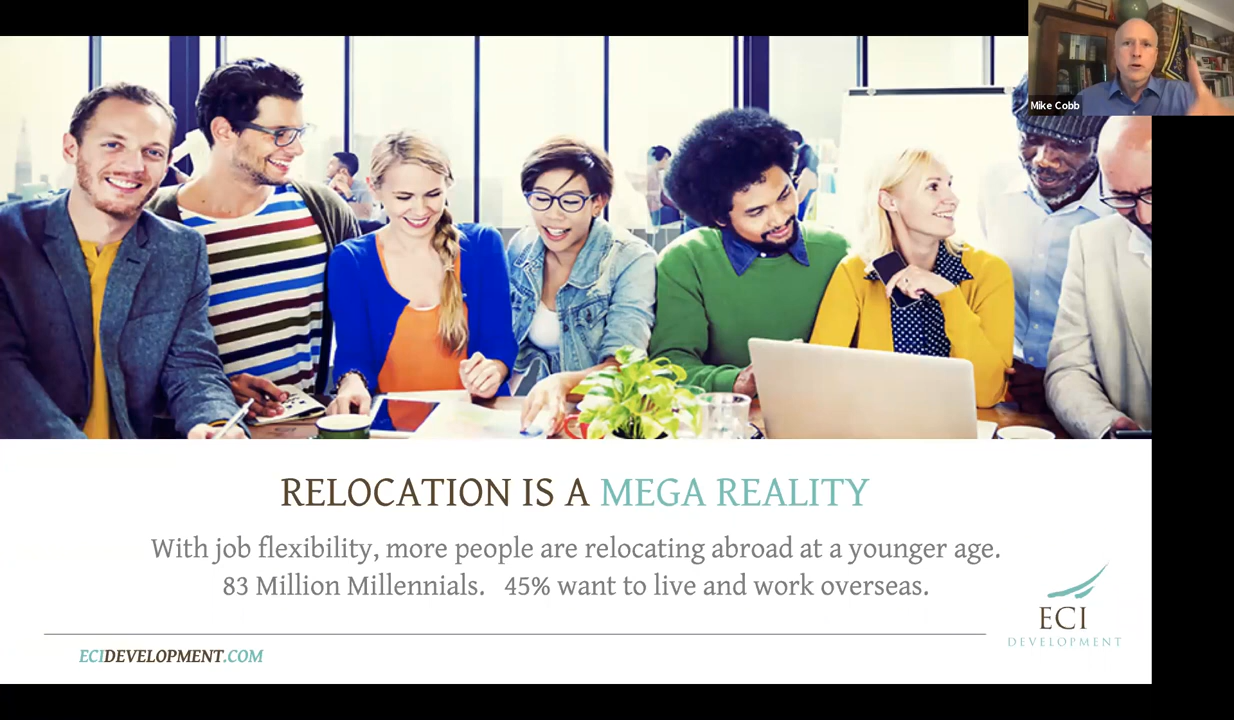 Mike Cobb
RELOCATION IS A MEGA REALITY
With job flexibility, more people are relocating abroad at a younger age.
83 Million Millennials. 45% want to live and work overseas.
ECI
DEVELOPMENT
ECIDEVELOPMENT.COM